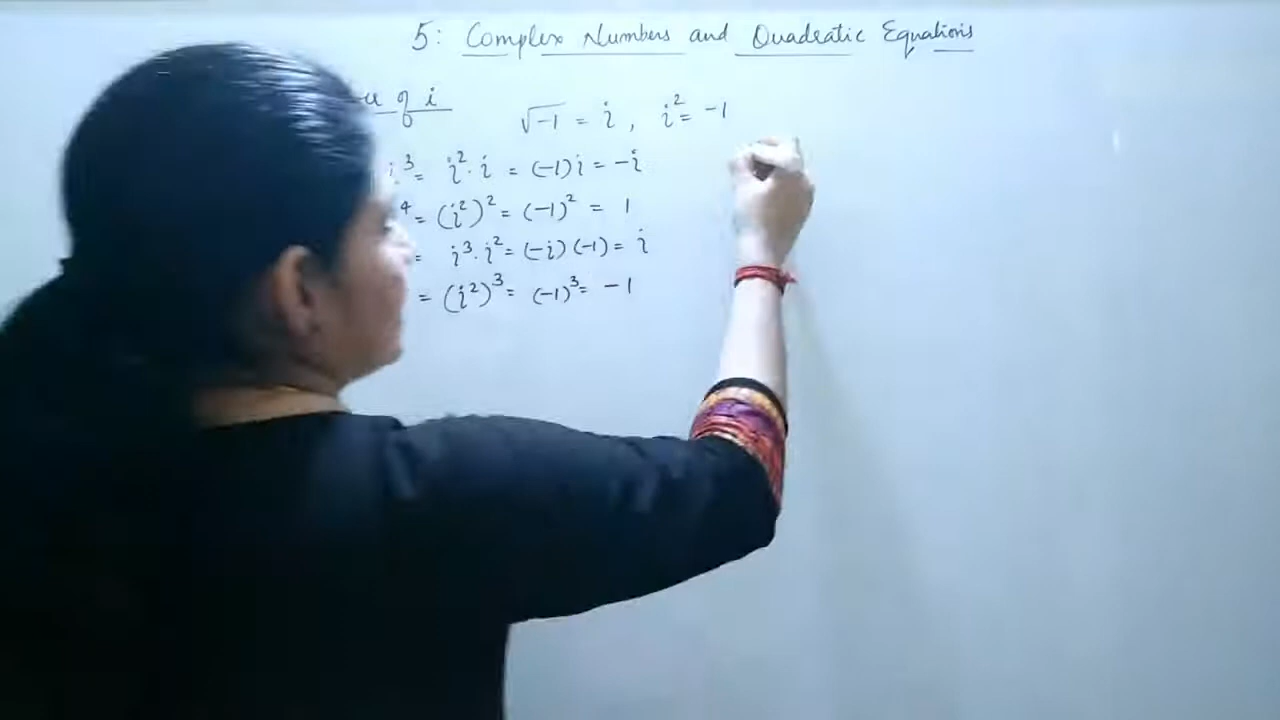 5: Complex Numbers and Quadratic Equations
of i
√-1 = i, i² = -1
i³ = i²·i = (-1)i = -i
⁴ = (i²)² = (-1)² = 1
= i³·i² = (-i)(-1) = i
= (i²)³ = (-1)³ = -1